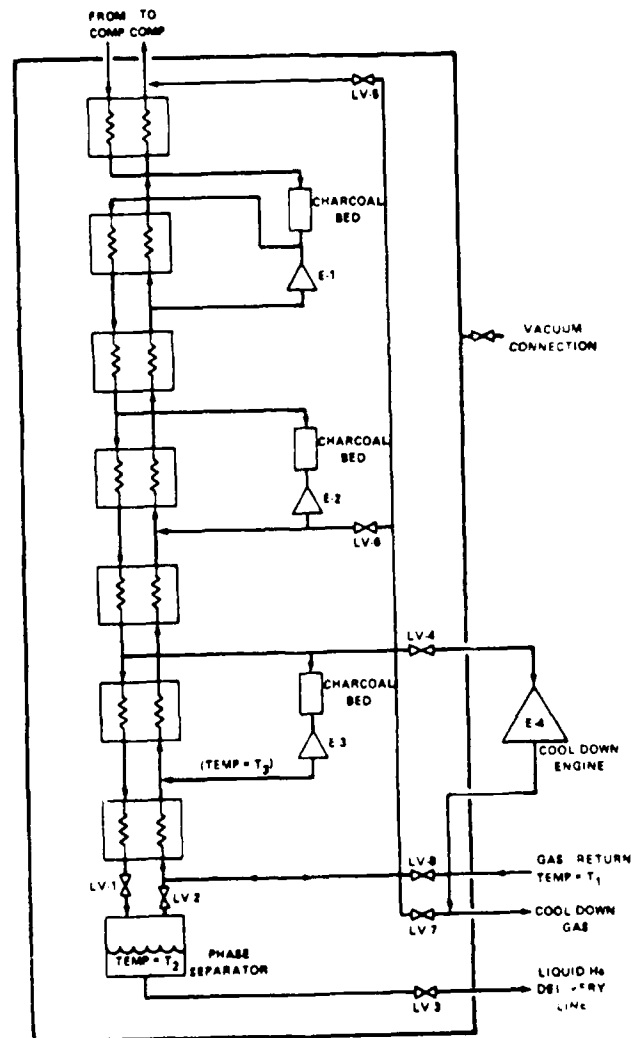 FROM TO
COMP COMP
LV-5
CHARCOAL
BED
E-1
VACUUM
CONNECTION
CHARCOAL
BED
E-2
LV-6
LV-4
CHARCOAL
BED
E-4
E-3
COOL DOWN
ENGINE
(TEMP = T3)
LV-8
GAS RETURN
TEMP = T1
LV-1
LV-2
LV-7
COOL DOWN
GAS
PHASE
SEPARATOR
TEMP = T2
LIQUID He
DELIVERY
LINE
LV-3